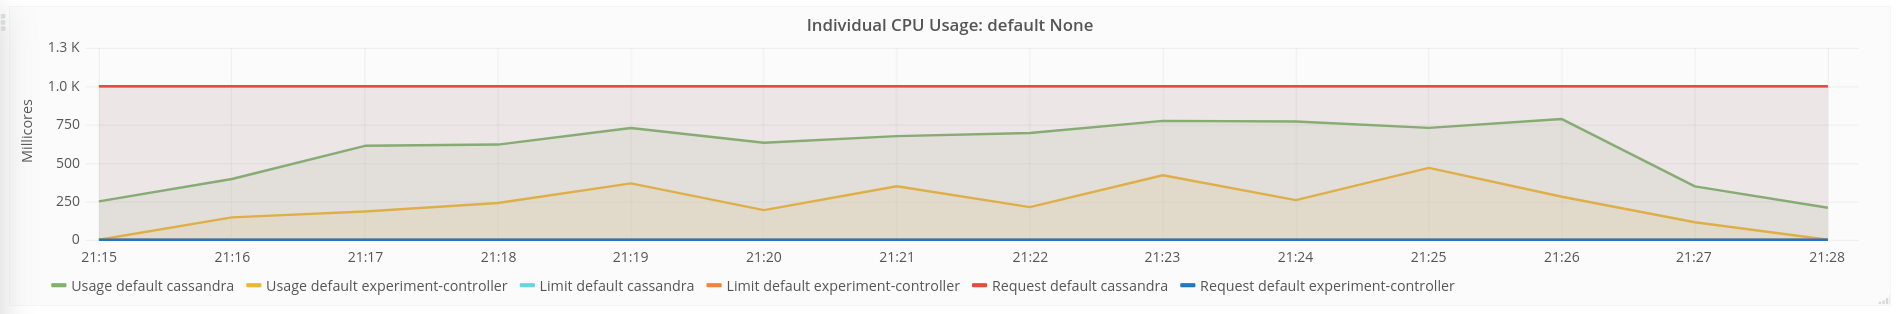 Individual CPU Usage: default None
Millicores
1.3 K
1.0 K
750
500
250
0
21:15 21:16 21:17 21:18 21:19 21:20 21:21 21:22 21:23 21:24 21:25 21:26 21:27 21:28
Usage default cassandra Usage default experiment-controller Limit default cassandra Limit default experiment-controller Request default cassandra Request default experiment-controller